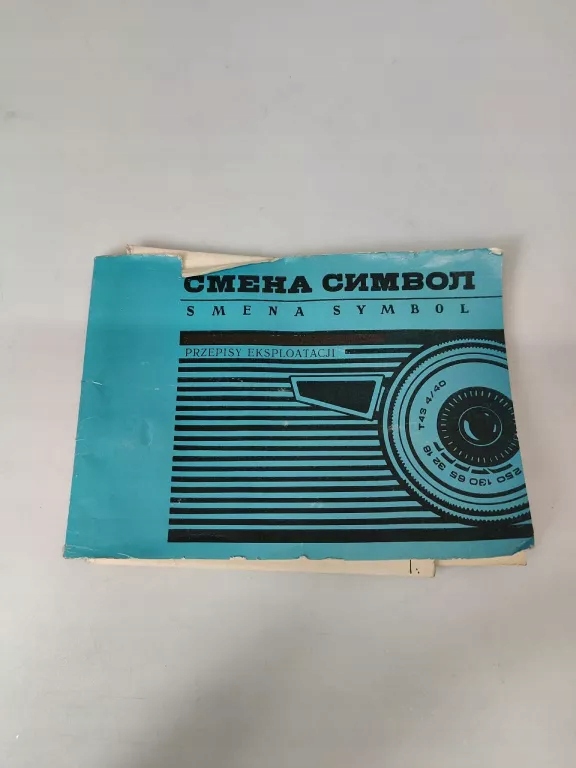 СМЕНА СИМВОЛ
SMENA SYMBOL
PRZEPISY EKSPLOATACJI
T43 4/40
250 130 65 32 16